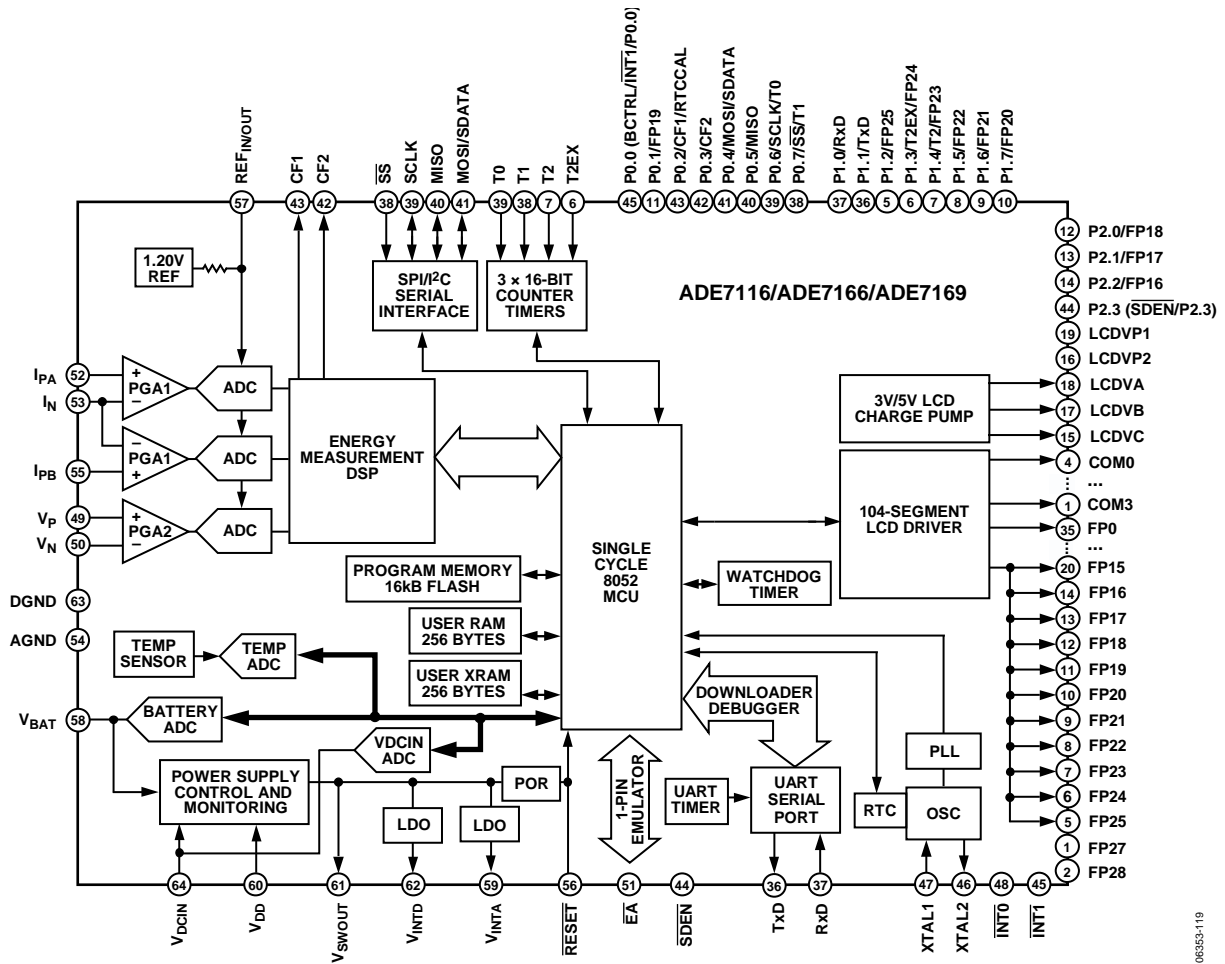 REFIN/OUT
CF1
CF2
SS
SCLK
MISO
MOSI/SDATA
T0
T1
T2
T2EX
P0.0 (BCTRL/INT1/P0.0)
P0.1/FP19
P0.2/CF1/RTCCAL
P0.3/CF2
P0.4/MOSI/SDATA
P0.5/MISO
P0.6/SCLK/T0
P0.7/SS/T1
P1.0/RxD
P1.1/TxD
P1.2/FP25
P1.3/T2EX/FP24
P1.4/T2/FP23
P1.5/FP22
P1.6/FP21
P1.7/FP20
57
43
42
38
39
40
41
39
38
7
6
45
11
43
42
41
40
39
38
37
36
5
6
7
8
9
10
12 P2.0/FP18
13 P2.1/FP17
14 P2.2/FP16
44 P2.3 (SDEN/P2.3)
19 LCDVP1
16 LCDVP2
18 LCDVA
17 LCDVB
15 LCDVC
4 COM0
...
1 COM3
35 FP0
...
20 FP15
14 FP16
13 FP17
12 FP18
11 FP19
10 FP20
9 FP21
8 FP22
7 FP23
6 FP24
5 FP25
1 FP27
2 FP28
1.20V
REF
SPI/I2C
SERIAL
INTERFACE
3 × 16-BIT
COUNTER
TIMERS
ADE7116/ADE7166/ADE7169
IPA 52
IN 53
+
PGA1
−
ADC
−
PGA1
+
ADC
IPB 55
VP 49
VN 50
+
PGA2
−
ADC
ENERGY
MEASUREMENT
DSP
3V/5V LCD
CHARGE PUMP
104-SEGMENT
LCD DRIVER
SINGLE
CYCLE
8052
MCU
PROGRAM MEMORY
16kB FLASH
WATCHDOG
TIMER
DGND 63
AGND 54
USER RAM
256 BYTES
TEMP
SENSOR
TEMP
ADC
USER XRAM
256 BYTES
DOWNLOADER
DEBUGGER
VBAT 58
BATTERY
ADC
VDCIN
ADC
POWER SUPPLY
CONTROL AND
MONITORING
POR
LDO
LDO
1-PIN
EMULATOR
UART
TIMER
UART
SERIAL
PORT
PLL
RTC
OSC
64
60
61
62
59
56
51
44
36
37
47
46
48
45
VDCIN
VDD
VSWOUT
VINTD
VINTA
RESET
EA
SDEN
TxD
RxD
XTAL1
XTAL2
INT0
INT1
06353-119